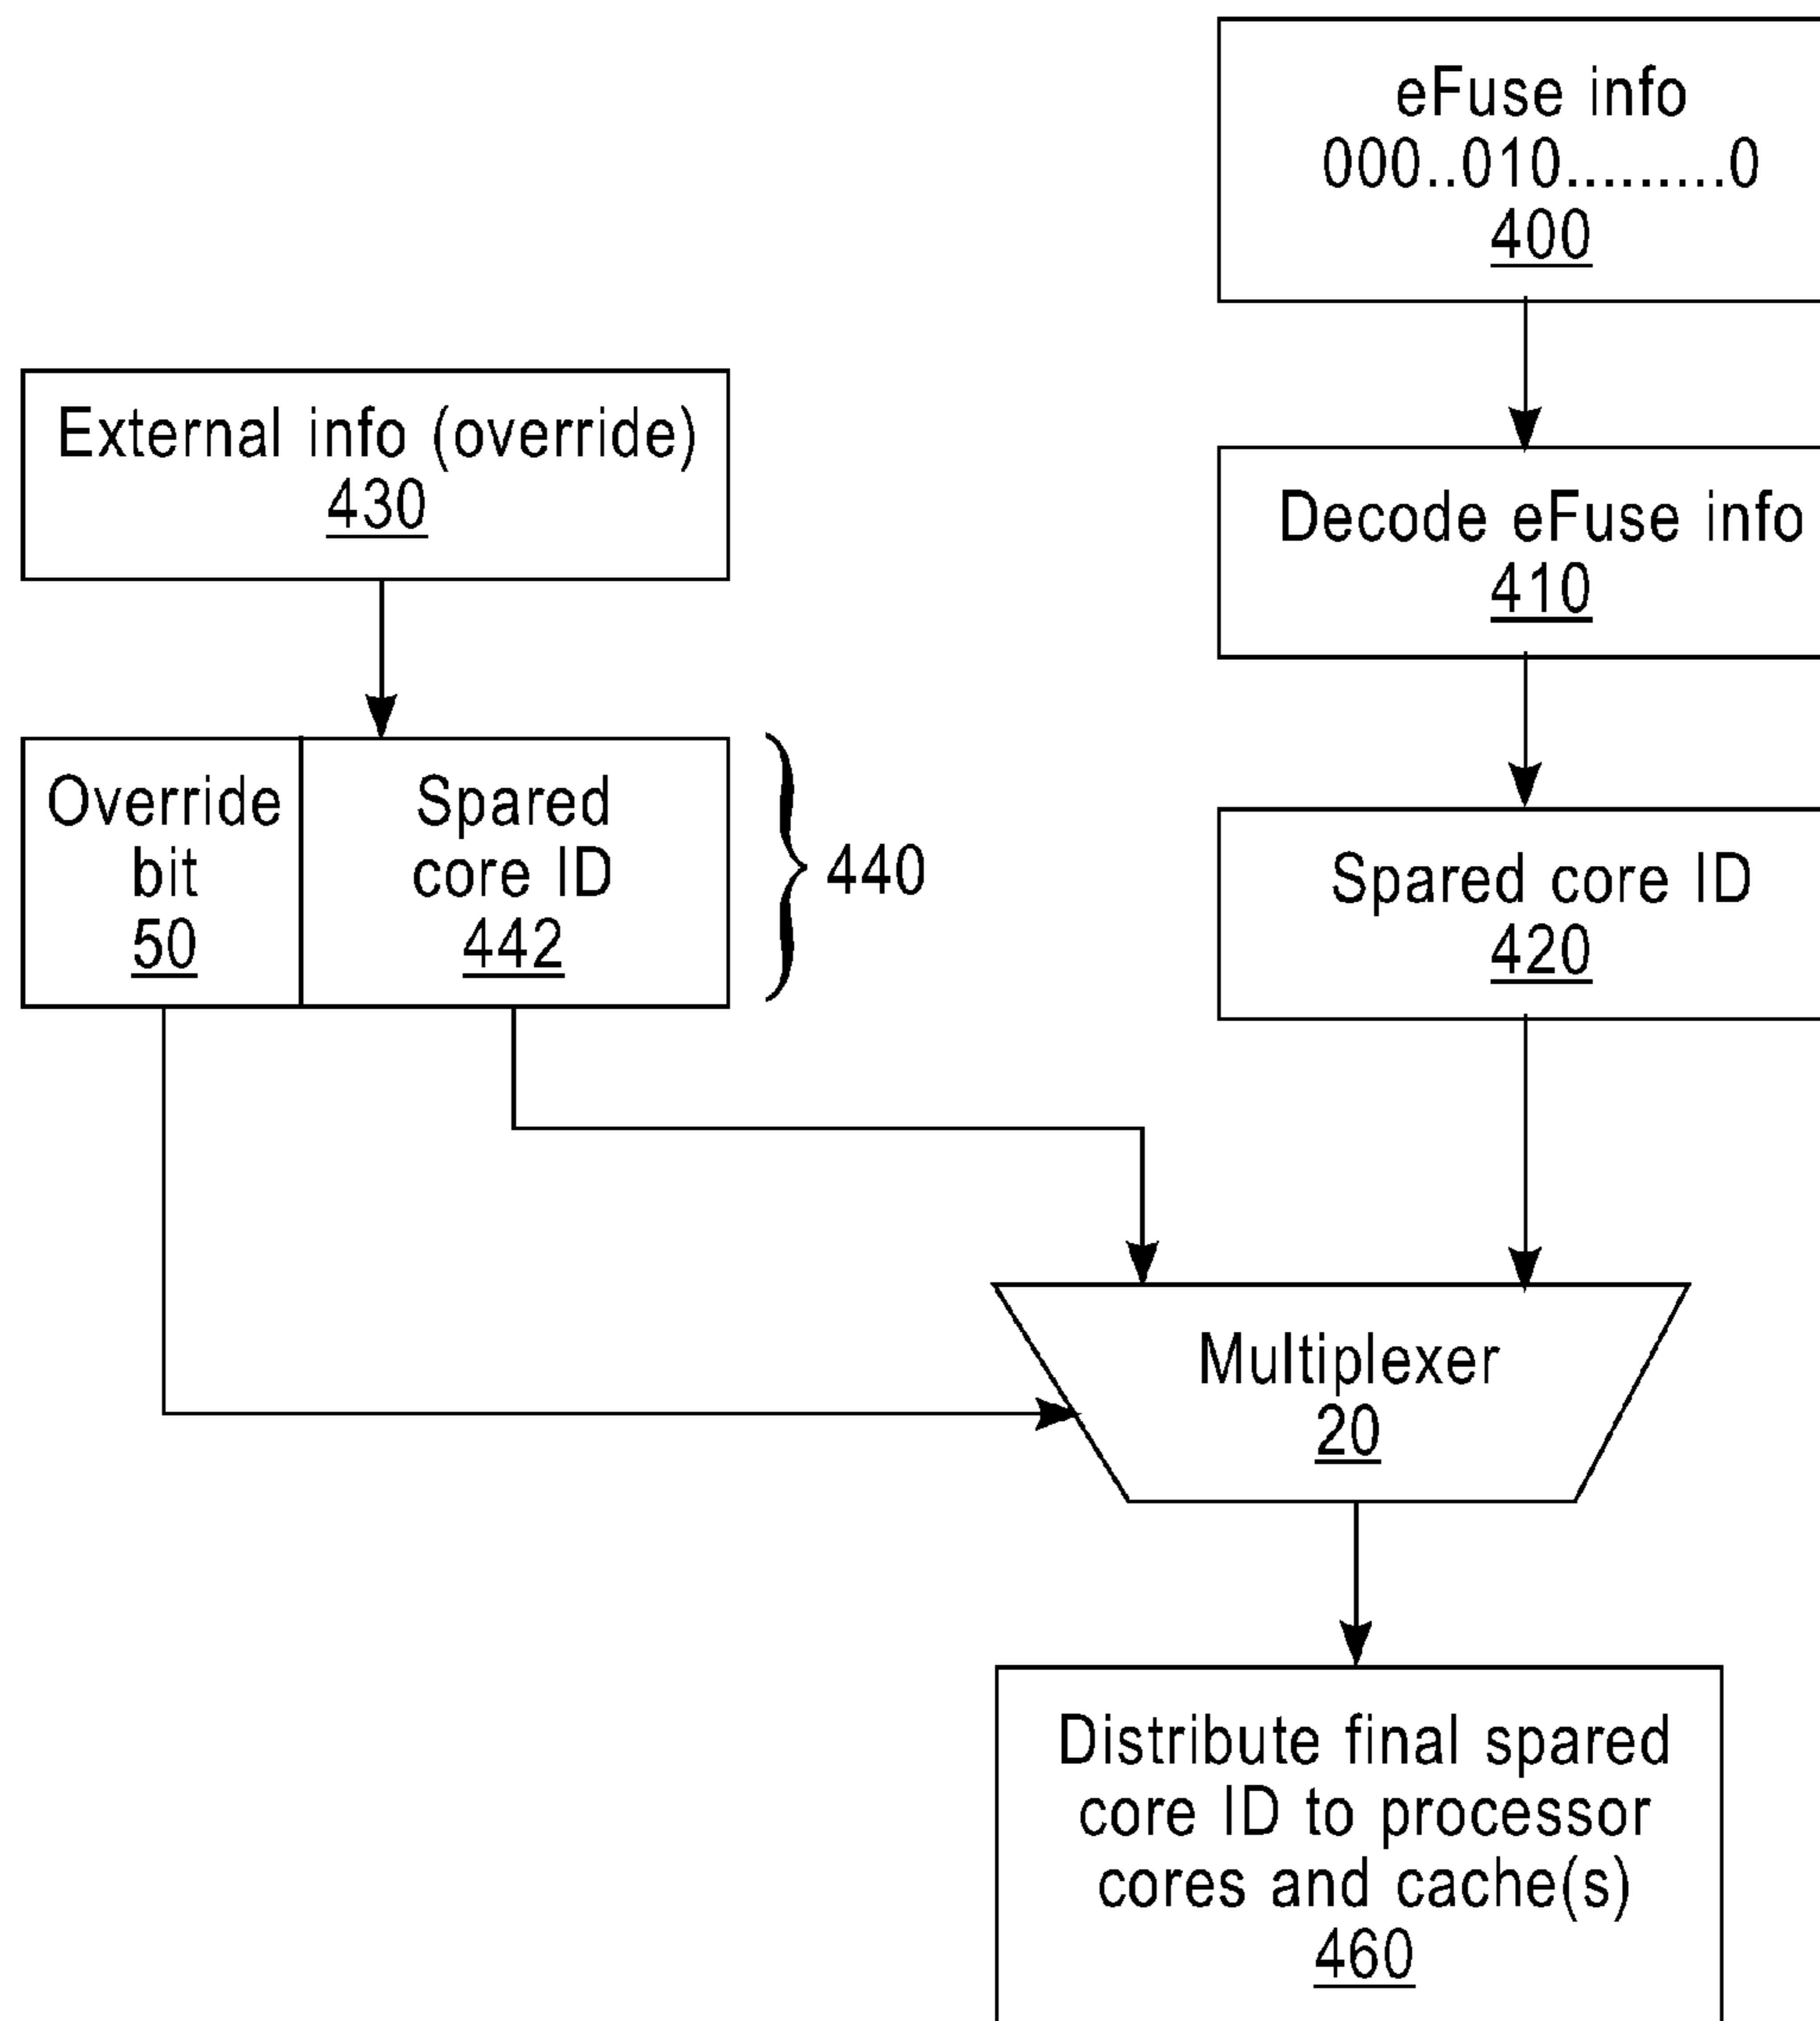 eFuse info
000..010.........0
400
External info (override)
430
Decode eFuse info
410
Override
bit
50
Spared
core ID
442
440
Spared core ID
420
Multiplexer
20
Distribute final spared
core ID to processor
cores and cache(s)
460